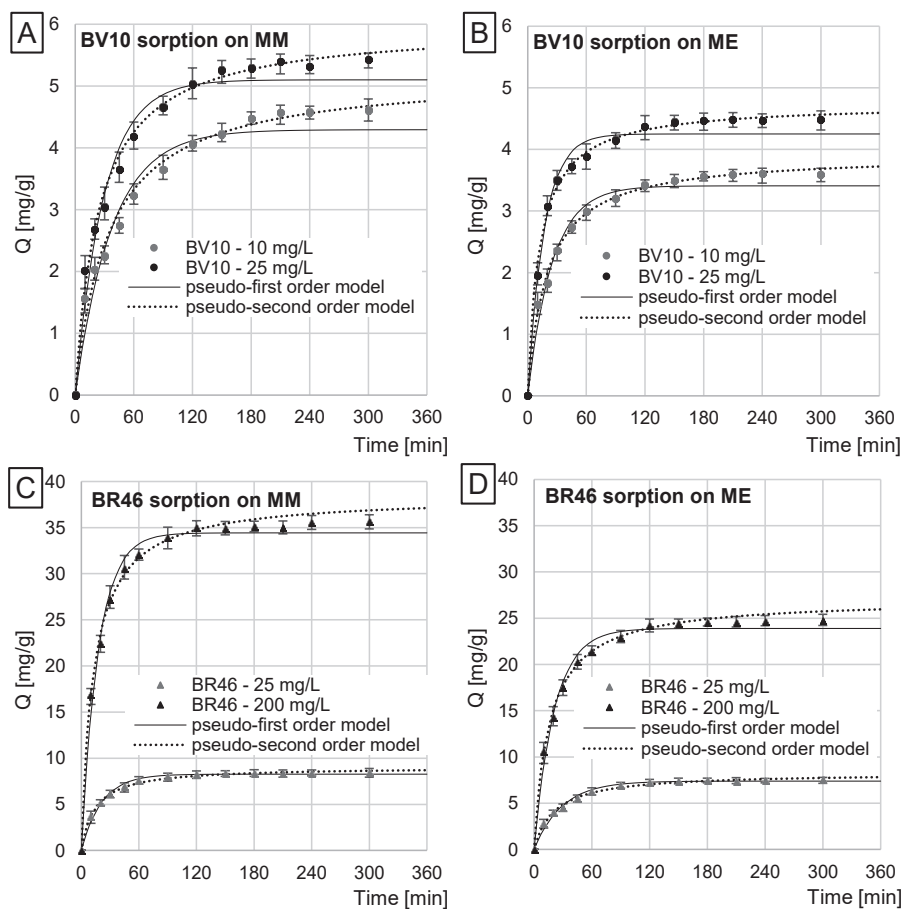 A
BV10 sorption on MM
Q [mg/g]
6
5
4
3
2
1
0
BV10 - 10 mg/L
BV10 - 25 mg/L
pseudo-first order model
pseudo-second order model
0 60 120 180 240 300 360
Time [min]
B
BV10 sorption on ME
Q [mg/g]
6
5
4
3
2
1
0
BV10 - 10 mg/L
BV10 - 25 mg/L
pseudo-first order model
pseudo-second order model
0 60 120 180 240 300 360
Time [min]
C
BR46 sorption on MM
Q [mg/g]
40
35
30
25
20
15
10
5
0
BR46 - 25 mg/L
BR46 - 200 mg/L
pseudo-first order model
pseudo-second order model
0 60 120 180 240 300 360
Time [min]
D
BR46 sorption on ME
Q [mg/g]
40
35
30
25
20
15
10
5
0
BR46 - 25 mg/L
BR46 - 200 mg/L
pseudo-first order model
pseudo-second order model
0 60 120 180 240 300 360
Time [min]